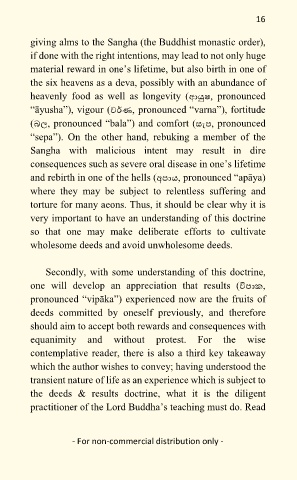 16
giving alms to the Sangha (the Buddhist monastic order),
if done with the right intentions, may lead to not only huge
material reward in one’s lifetime, but also birth in one of
the six heavens as a deva, possibly with an abundance of
heavenly food as well as longevity (ආයුෂ, pronounced
“āyusha”), vigour (වර්ණ, pronounced “varna”), fortitude
(බල, pronounced “bala”) and comfort (සැප, pronounced
“sepa”). On the other hand, rebuking a member of the
Sangha with malicious intent may result in dire
consequences such as severe oral disease in one’s lifetime
and rebirth in one of the hells (අපාය, pronounced “apāya)
where they may be subject to relentless suffering and
torture for many aeons. Thus, it should be clear why it is
very important to have an understanding of this doctrine
so that one may make deliberate efforts to cultivate
wholesome deeds and avoid unwholesome deeds.
Secondly, with some understanding of this doctrine,
one will develop an appreciation that results (විපාක,
pronounced “vipāka”) experienced now are the fruits of
deeds committed by oneself previously, and therefore
should aim to accept both rewards and consequences with
equanimity and without protest. For the wise
contemplative reader, there is also a third key takeaway
which the author wishes to convey; having understood the
transient nature of life as an experience which is subject to
the deeds & results doctrine, what it is the diligent
practitioner of the Lord Buddha’s teaching must do. Read
- For non-commercial distribution only -